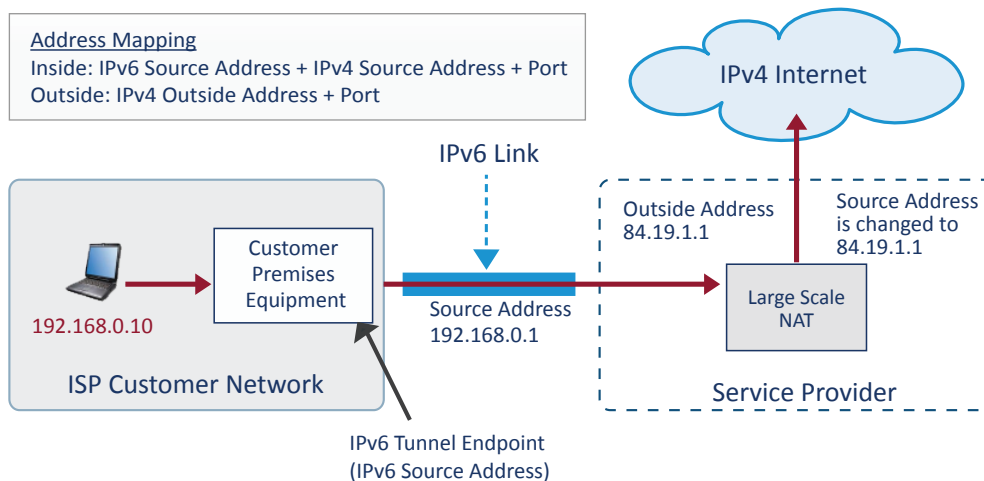 Address Mapping
Inside: IPv6 Source Address + IPv4 Source Address + Port
Outside: IPv4 Outside Address + Port
IPv4 Internet
IPv6 Link
Outside Address
84.19.1.1
Source Address
is changed to
84.19.1.1
Customer
Premises
Equipment
192.168.0.10
Source Address
192.168.0.1
Large Scale
NAT
ISP Customer Network
Service Provider
IPv6 Tunnel Endpoint
(IPv6 Source Address)